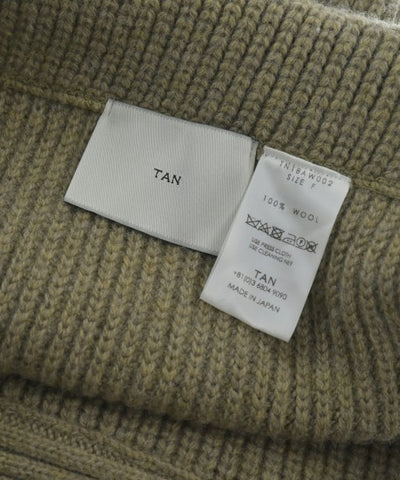 TAN
TN18AW002
SIZE F
100% WOOL
USE PRESS CLOTH
USE CLEANING NET
TAN
+81(0)3 6804 9090
MADE IN JAPAN